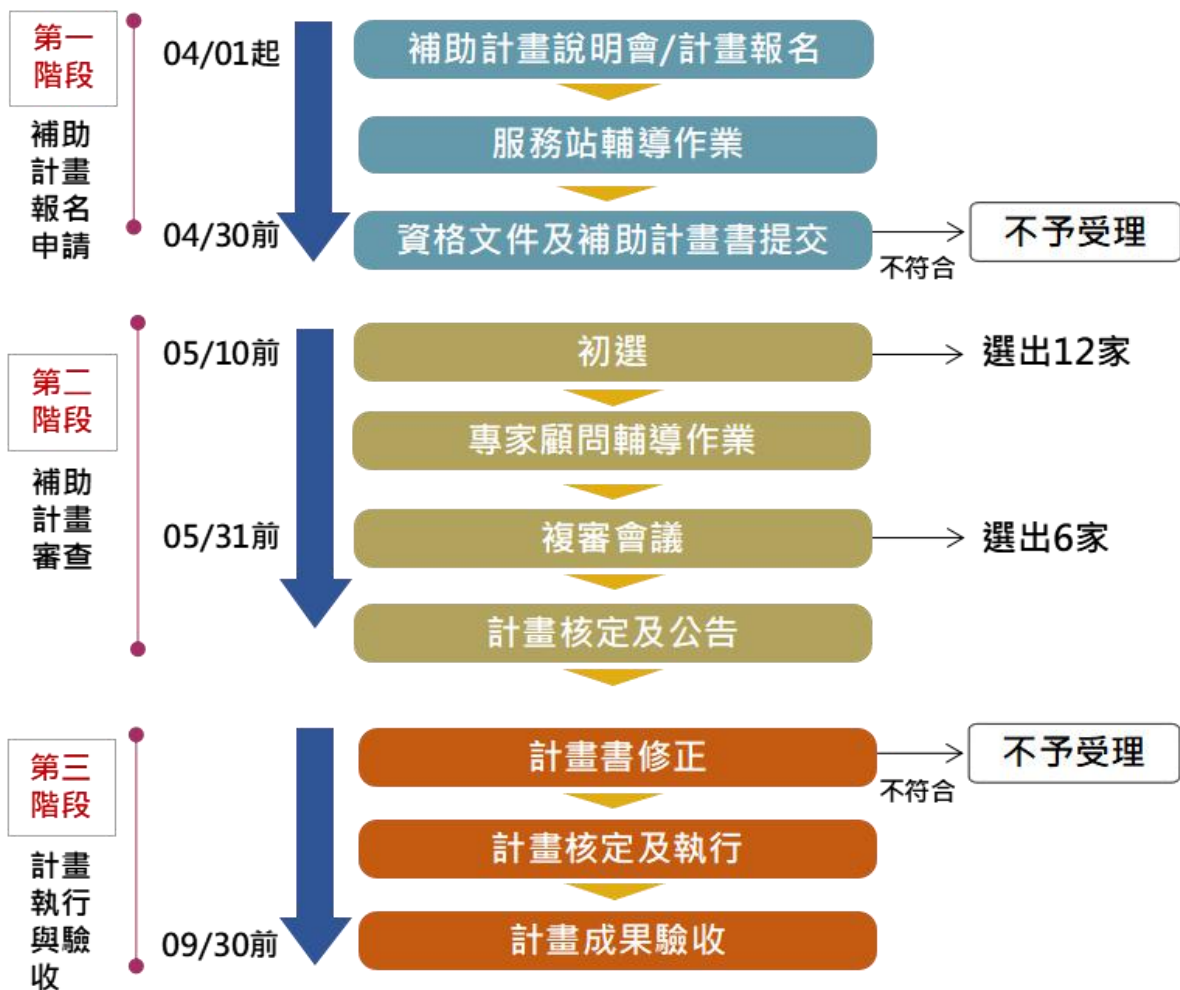 第一
階段
補助
計畫
報名
申請
04/01起
補助計畫說明會/計畫報名
服務站輔導作業
04/30前
資格文件及補助計畫書提交
不符合
不予受理
第二
階段
補助
計畫
審查
05/10前
初選
選出12家
專家顧問輔導作業
05/31前
複審會議
選出6家
計畫核定及公告
第三
階段
計畫
執行
與驗
收
計畫書修正
不符合
不予受理
計畫核定及執行
09/30前
計畫成果驗收